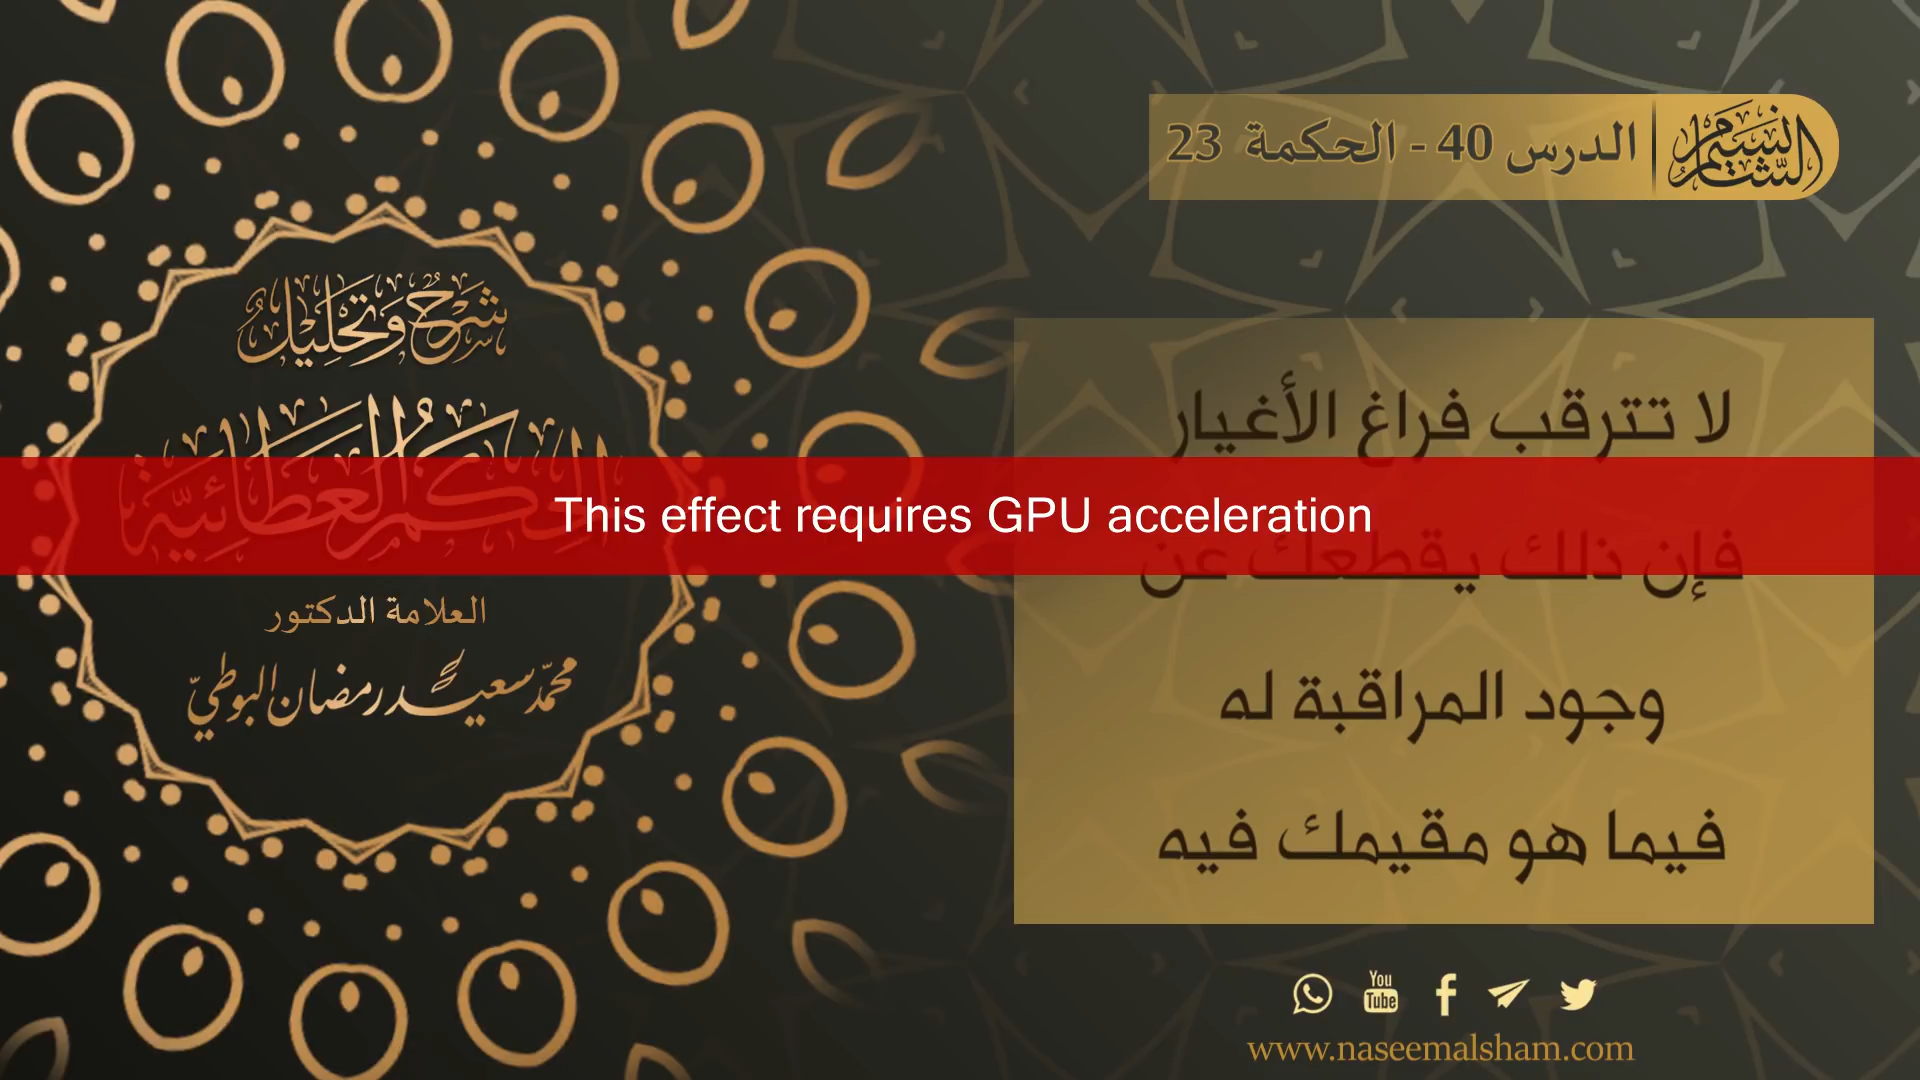 نسيم الشام
الدرس 40 - الحكمة 23
شرح وتحليل
الحكم العطائية
العلامة الدكتور
محمد سعيد رمضان البوطي
لا تترقب فراغ الأغيار
This effect requires GPU acceleration
فإن ذلك يقطعك عن
وجود المراقبة له
فيما هو مقيمك فيه
You
Tube
www.naseemalsham.com